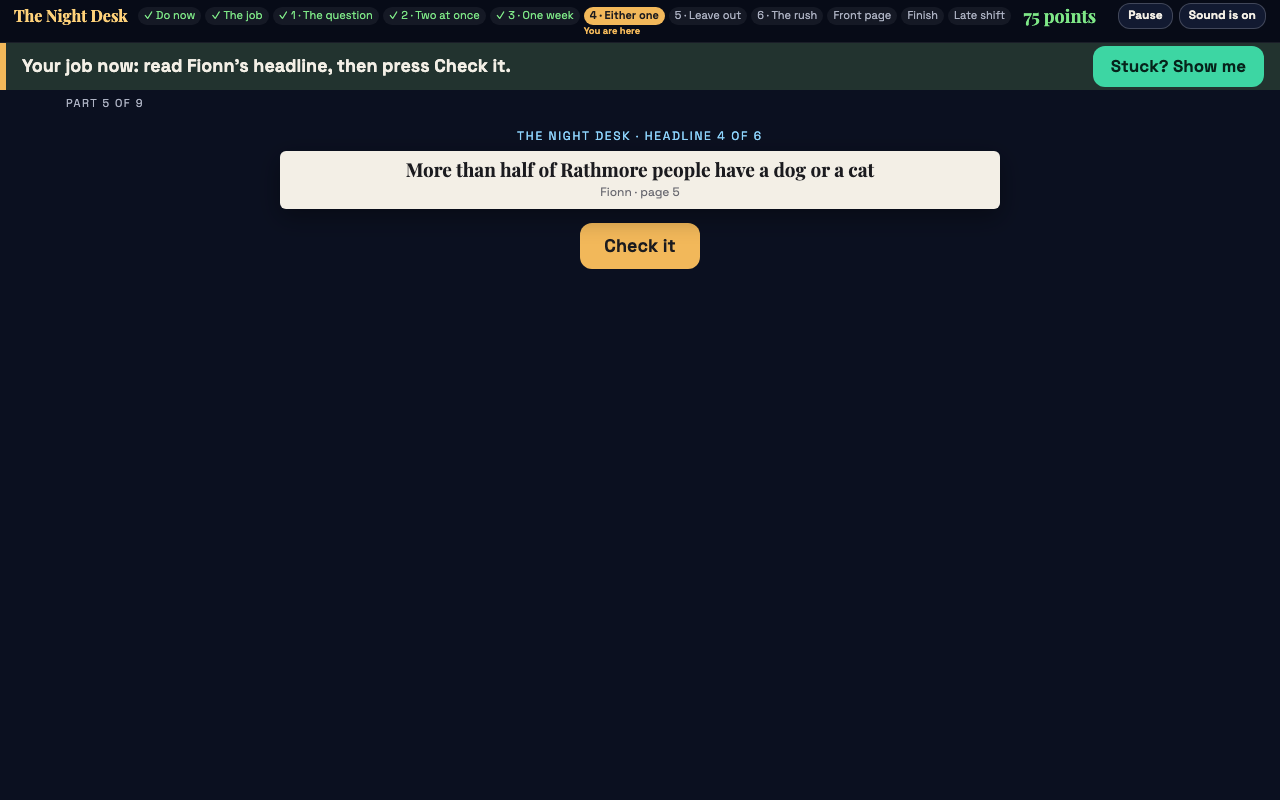 The Night Desk ✓ Do now ✓ The job ✓ 1 · The question ✓ 2 · Two at once ✓ 3 · One week 4 · Either one 5 · Leave out 6 · The rush Front page Finish Late shift 75 points Pause Sound is on
You are here
Your job now: read Fionn's headline, then press Check it. Stuck? Show me
PART 5 OF 9
THE NIGHT DESK · HEADLINE 4 OF 6
More than half of Rathmore people have a dog or a cat
Fionn · page 5
Check it